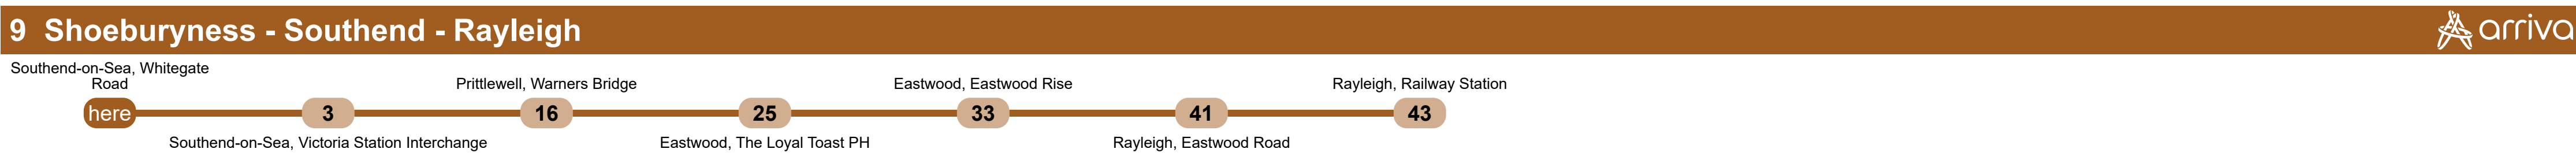 9 Shoeburyness - Southend - Rayleigh
arriva
Southend-on-Sea, Whitegate
Road
Prittlewell, Warners Bridge
Eastwood, Eastwood Rise
Rayleigh, Railway Station
here 3 16 25 33 41 43
Southend-on-Sea, Victoria Station Interchange
Eastwood, The Loyal Toast PH
Rayleigh, Eastwood Road